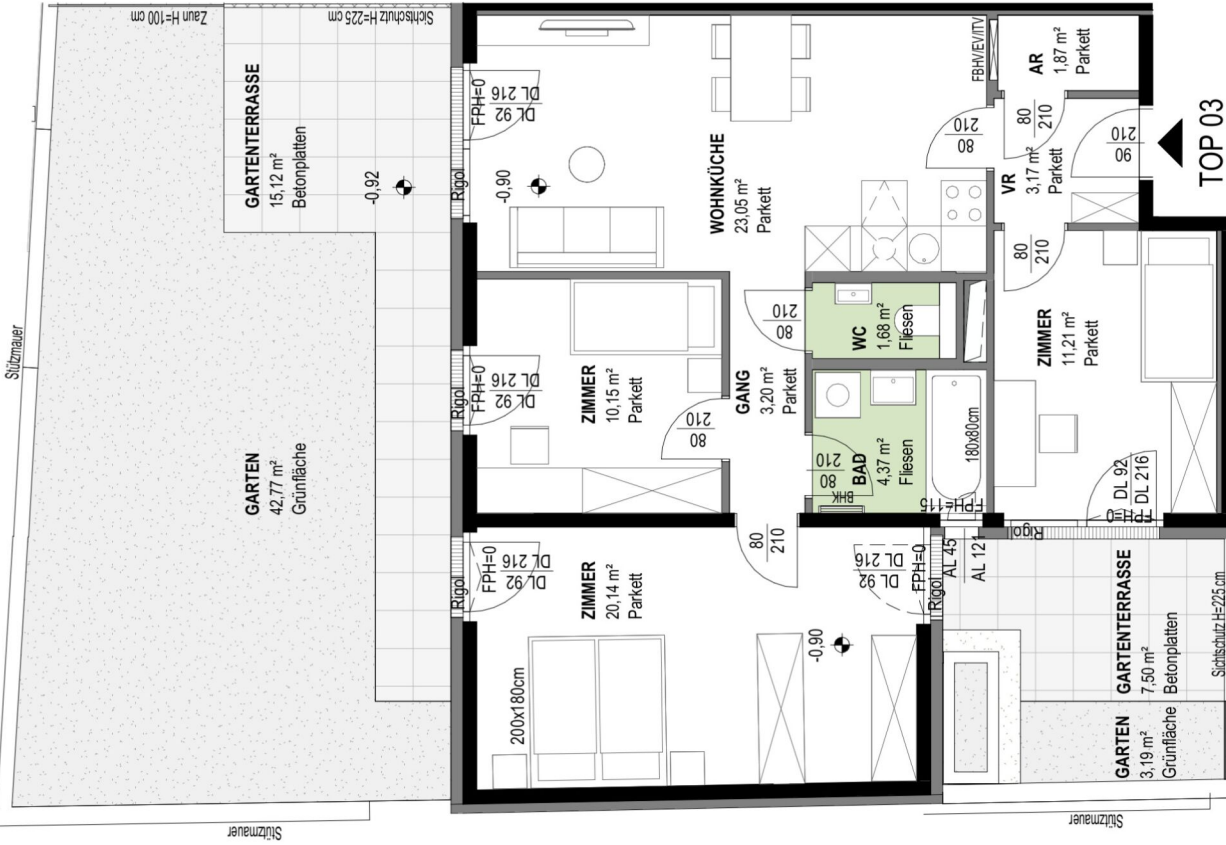 Stützmauer
Zaun H=100 cm
Sichtschutz H=225 cm
GARTENTERRASSE
15,12 m²
Betonplatten
-0,92
GARTEN
42,77 m²
Grünfläche
Stützmauer
Rigol
FPH=0
DL 92
DL 216
-0,90
WOHNKÜCHE
23,05 m²
Parkett
FBHV/EV/ITV
AR
1,87 m²
Parkett
80
210
80
210
VR
3,17 m²
Parkett
90
210
TOP 03
Rigol
FPH=0
DL 92
DL 216
ZIMMER
10,15 m²
Parkett
80
210
GANG
3,20 m²
Parkett
80
210
WC
1,68 m²
Fliesen
80
210
BAD
4,37 m²
Fliesen
BHK
180x80cm
FPH=115
80
210
ZIMMER
11,21 m²
Parkett
FPH=0
DL 92
DL 216
Rigol
Rigol
FPH=0
DL 92
DL 216
ZIMMER
20,14 m²
Parkett
200x180cm
80
210
-0,90
DL 92
DL 216
FPH=0
Rigol
AL 45
AL 121
GARTENTERRASSE
7,50 m²
Betonplatten
Sichtschutz H=225 cm
GARTEN
3,19 m²
Grünfläche
Stützmauer